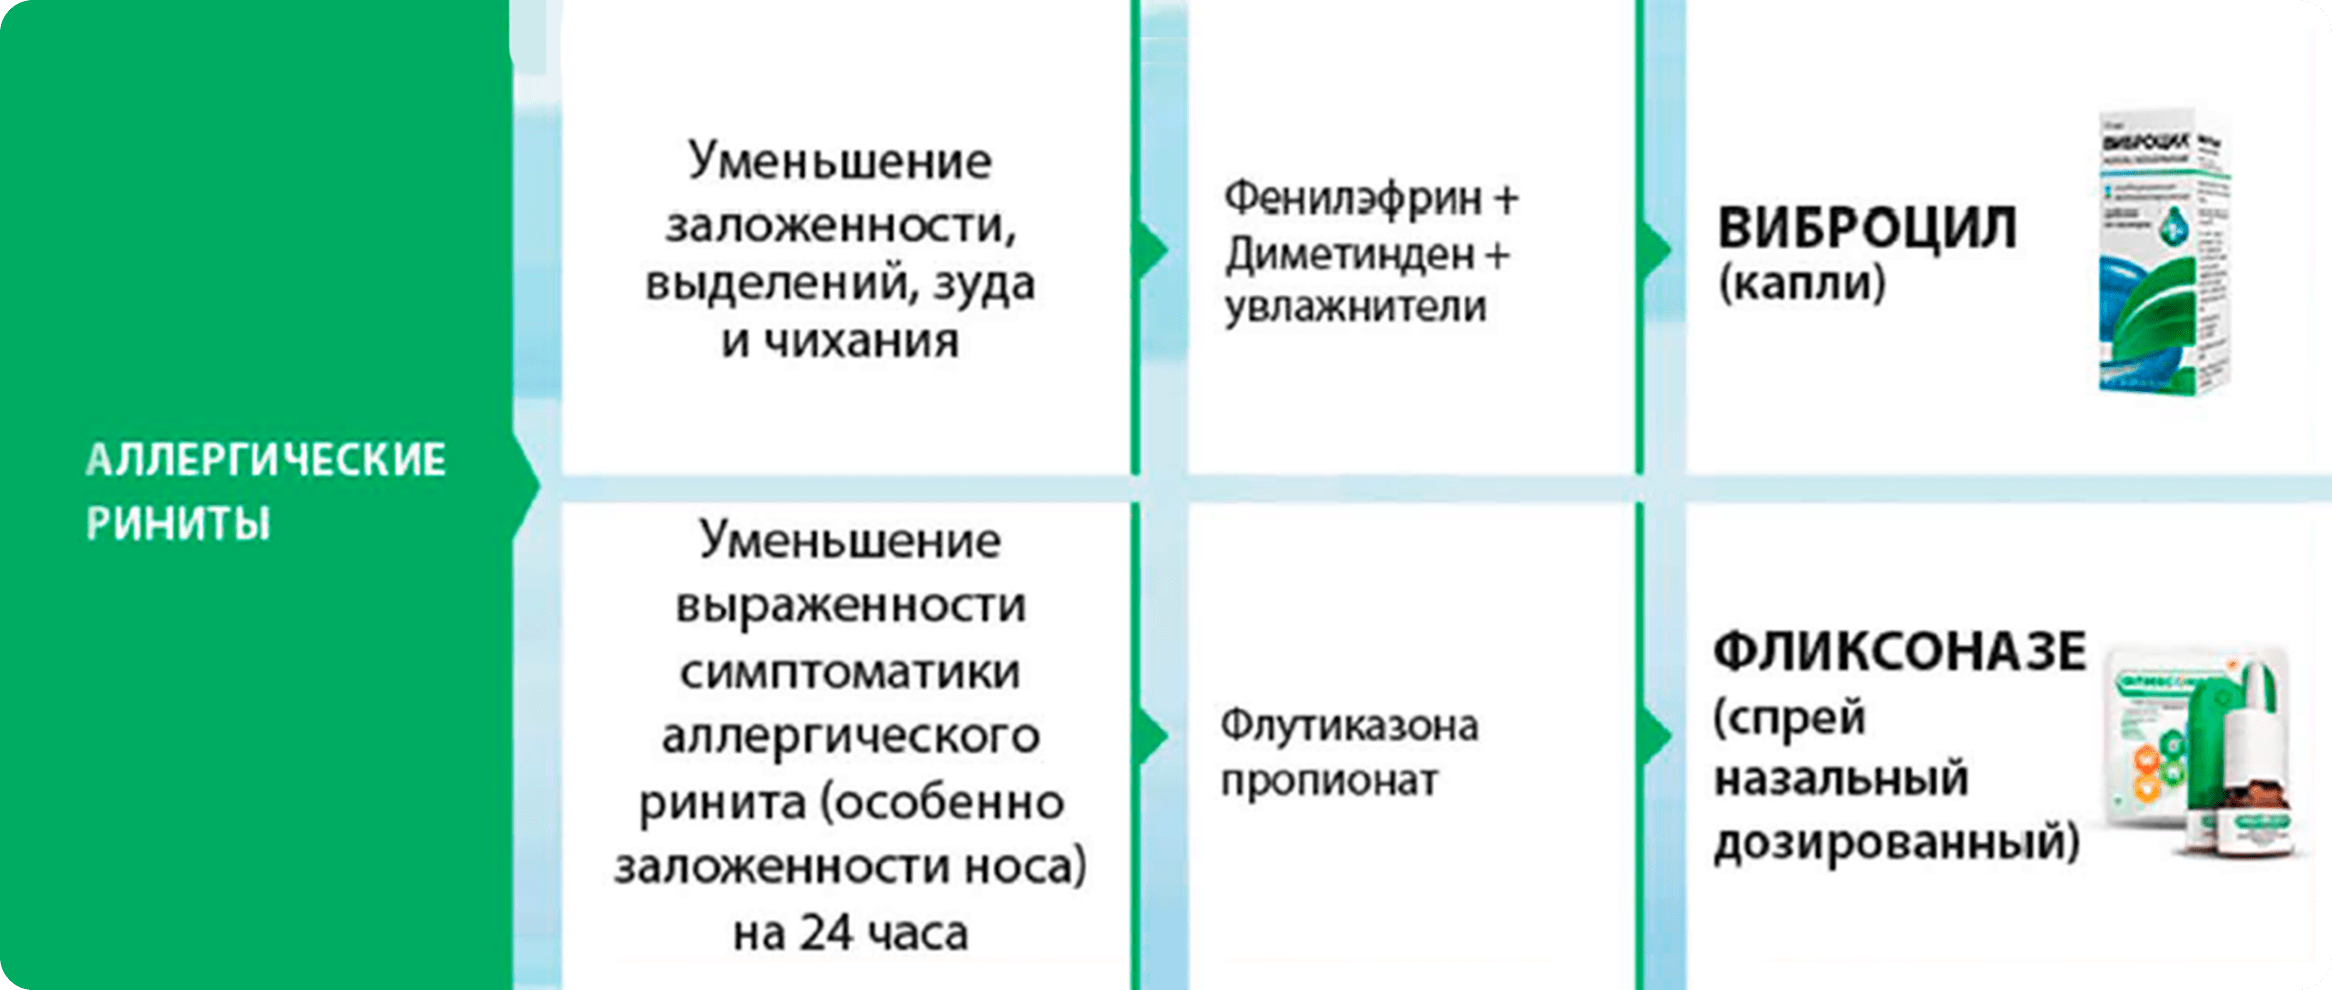 АЛЛЕРГИЧЕСКИЕ
РИНИТЫ
Уменьшение
заложенности,
выделений, зуда
и чихания
Фенилэфрин +
Диметинден +
увлажнители
ВИБРОЦИЛ
(капли)
ВИБРОЦИЛ
Уменьшение
выраженности
симптоматики
аллергического
ринита (особенно
заложенности носа)
на 24 часа
Флутиказона
пропионат
ФЛИКСОНАЗЕ
(спрей
назальный
дозированный)